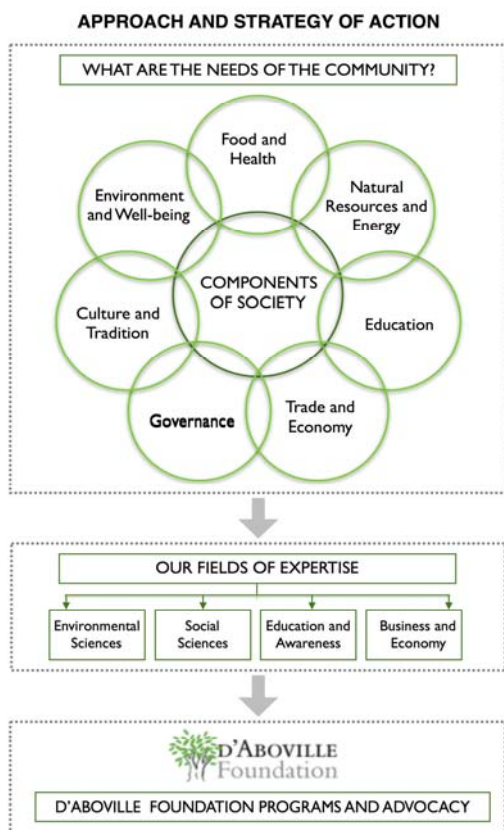 APPROACH AND STRATEGY OF ACTION
WHAT ARE THE NEEDS OF THE COMMUNITY?
Food and
Health
Environment
and Well-being
Natural
Resources and
Energy
COMPONENTS
OF SOCIETY
Culture and
Tradition
Education
Governance
Trade and
Economy
OUR FIELDS OF EXPERTISE
Environmental
Sciences
Social
Sciences
Education and
Awareness
Business and
Economy
D'ABOVILLE
Foundation
D'ABOVILLE FOUNDATION PROGRAMS AND ADVOCACY